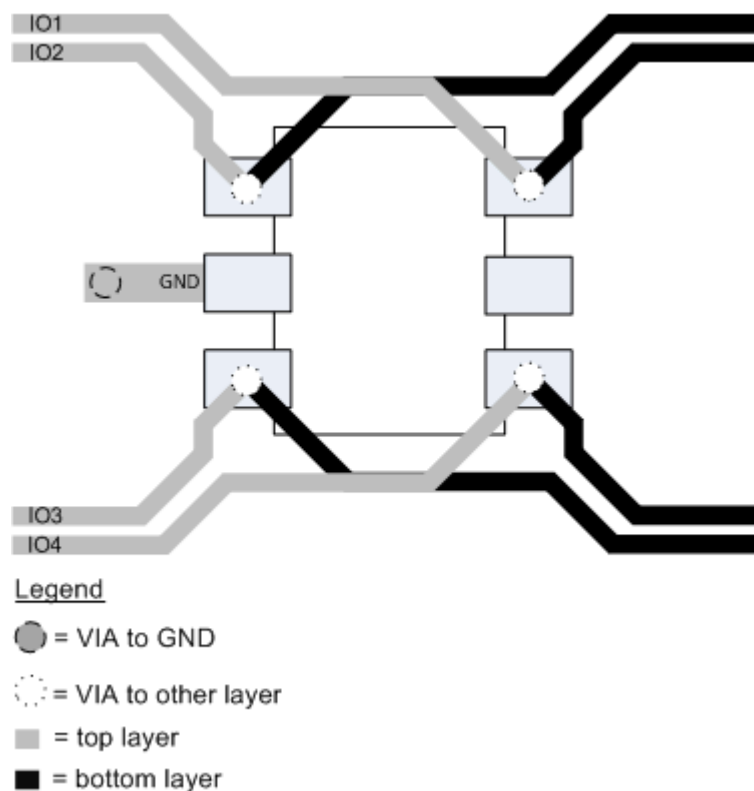 IO1
IO2
GND
IO3
IO4
Legend
= VIA to GND
= VIA to other layer
= top layer
= bottom layer